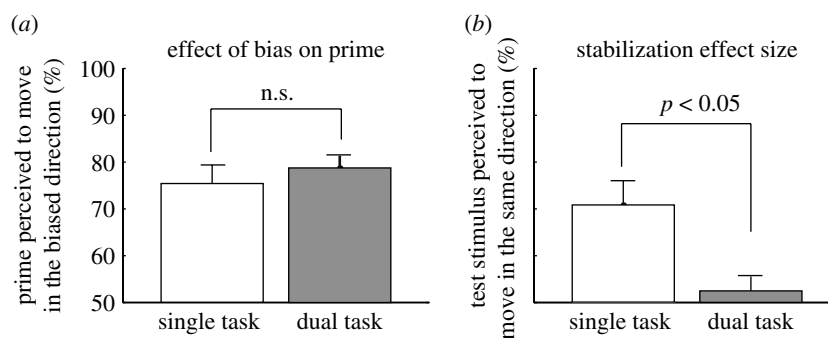 (a)
effect of bias on prime
prime perceived to move
in the biased direction (%)
100
90
80
70
60
50
n.s.
single task
dual task
(b)
stabilization effect size
test stimulus perceived to
move in the same direction (%)
p < 0.05
single task
dual task